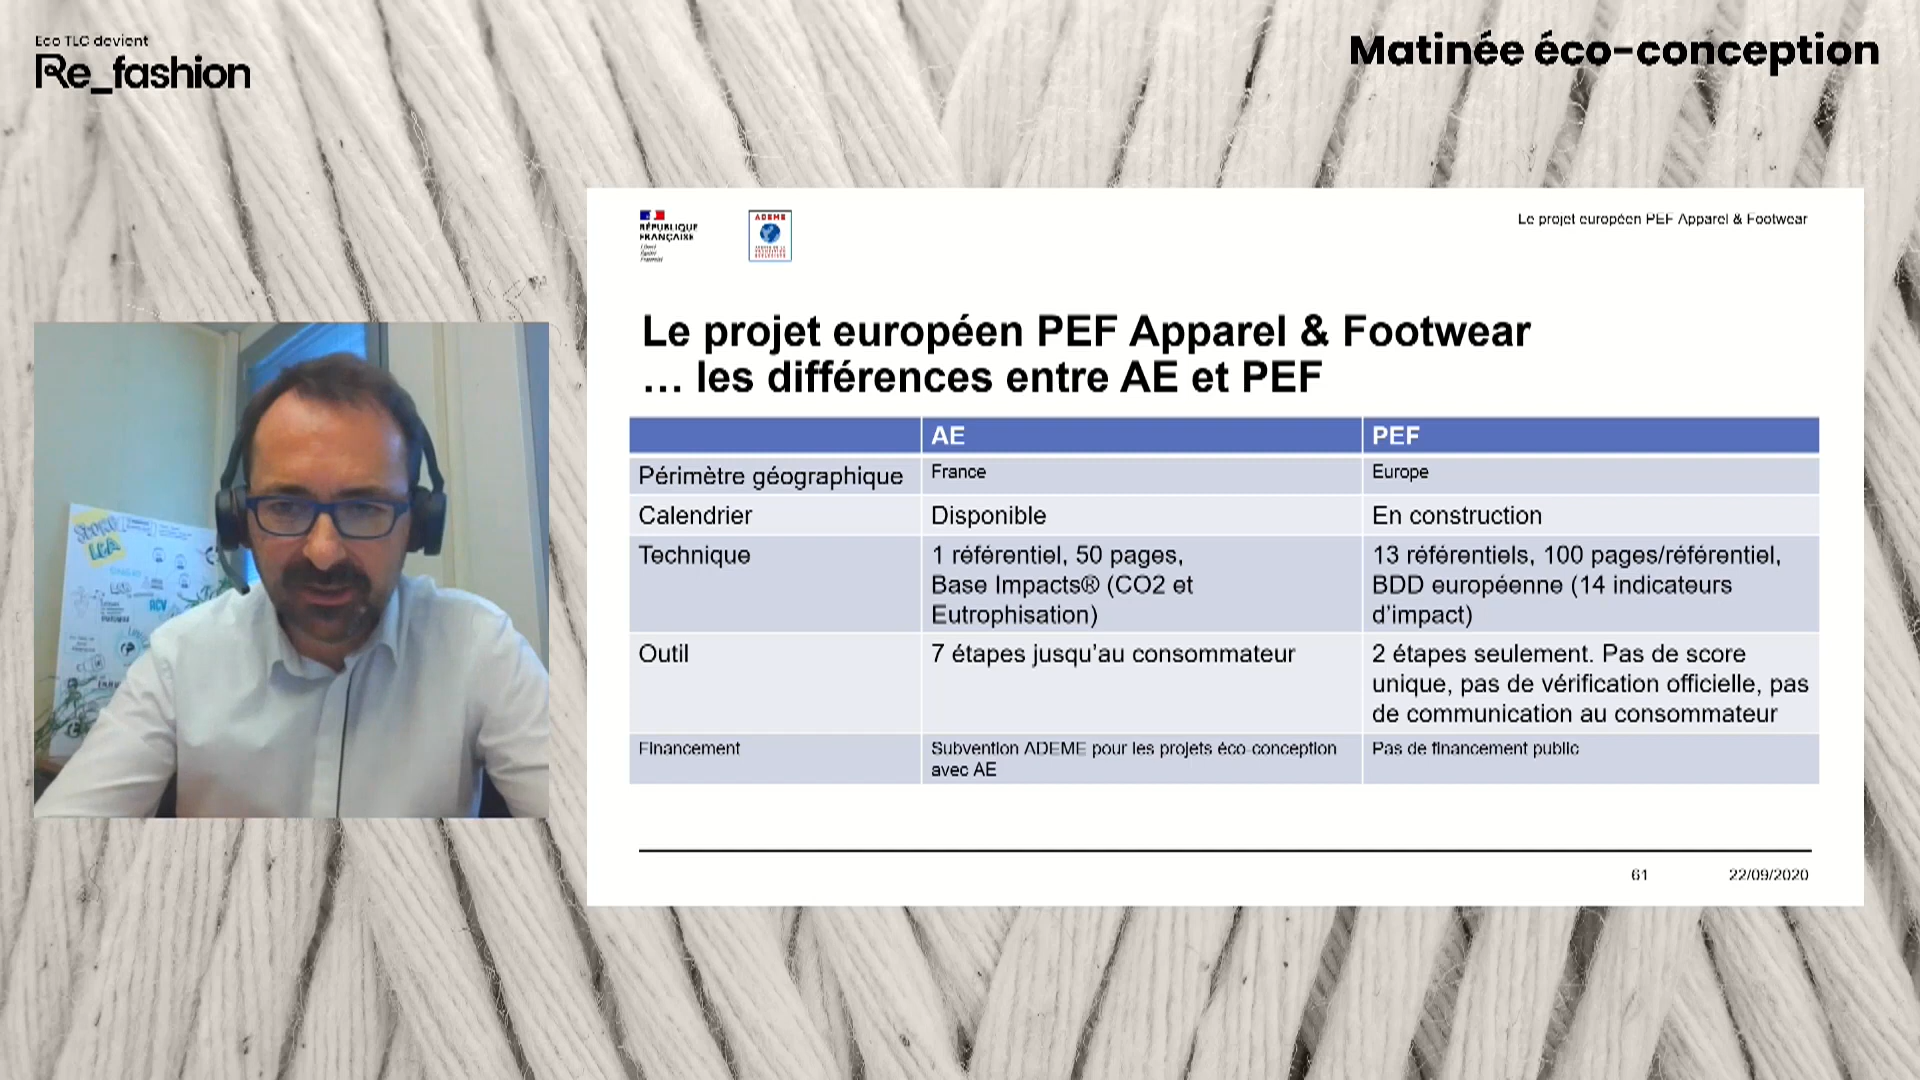 Eco TLC devient
Re_fashion
Matinée éco-conception
RÉPUBLIQUE
FRANÇAISE
Liberté
Égalité
Fraternité
ADEME
Le projet européen PEF Apparel & Footwear
Le projet européen PEF Apparel & Footwear
… les différences entre AE et PEF
AE
PEF
Périmètre géographique
France
Europe
Calendrier
Disponible
En construction
Technique
1 référentiel, 50 pages,
Base Impacts® (CO2 et
Eutrophisation)
13 référentiels, 100 pages/référentiel,
BDD européenne (14 indicateurs
d’impact)
Outil
7 étapes jusqu’au consommateur
2 étapes seulement. Pas de score
unique, pas de vérification officielle, pas
de communication au consommateur
Financement
Subvention ADEME pour les projets éco-conception
avec AE
Pas de financement public
61
22/09/2020
ACV